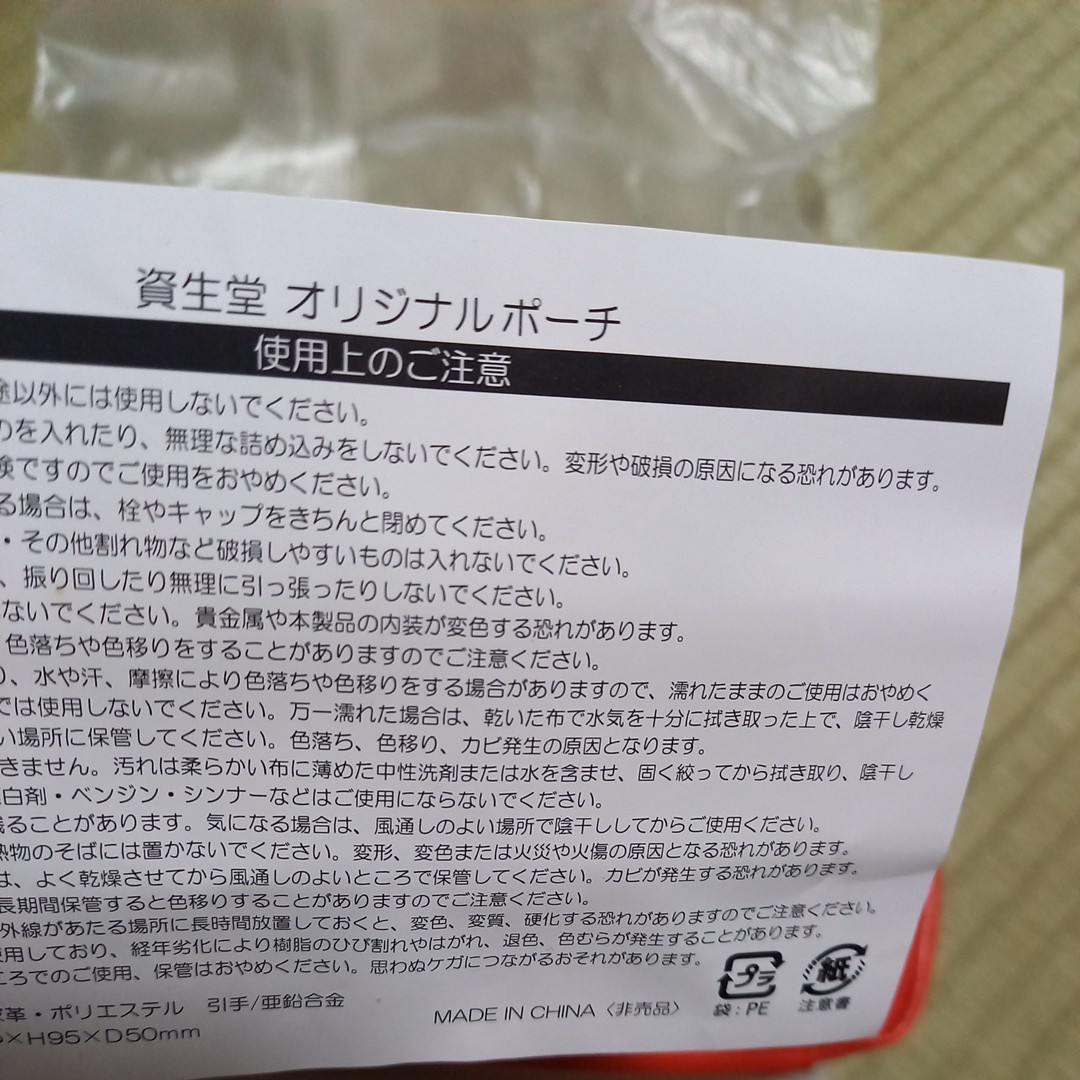 資生堂 オリジナルポーチ
使用上のご注意
途以外には使用しないでください。
のを入れたり、無理な詰め込みをしないでください。変形や破損の原因になる恐れがあります。
険ですのでご使用をおやめください。
る場合は、栓やキャップをきちんと閉めてください。
・その他割れ物など破損しやすいものは入れないでください。
、振り回したり無理に引っ張ったりしないでください。
ないでください。貴金属や本製品の内装が変色する恐れがあります。
色落ちや色移りをすることがありますのでご注意ください。
り、水や汗、摩擦により色落ちや色移りをする場合がありますので、濡れたままのご使用はおやめく
では使用しないでください。万一濡れた場合は、乾いた布で水気を十分に拭き取った上で、陰干し乾燥
い場所に保管してください。色落ち、色移り、カビ発生の原因となります。
きません。汚れは柔らかい布に薄めた中性洗剤または水を含ませ、固く絞ってから拭き取り、陰干し
白剤・ベンジン・シンナーなどはご使用にならないでください。
残ることがあります。気になる場合は、風通しのよい場所で陰干ししてからご使用ください。
熱物のそばには置かないでください。変形、変色または火災や火傷の原因となる恐れがあります。
は、よく乾燥させてから風通しのよいところで保管してください。カビが発生する恐れがあります。
長期間保管すると色移りすることがありますのでご注意ください。
外線があたる場所に長時間放置しておくと、変色、変質、硬化する恐れがありますのでご注意ください。
使用しており、経年劣化により樹脂のひび割れやはがれ、退色、色むらが発生することがあります。
ころでのご使用、保管はおやめください。思わぬケガにつながるおそれがあります。
皮革・ポリエステル 引手/亜鉛合金
×H95×D50mm
MADE IN CHINA〈非売品〉
プラ
袋:PE
紙
注意書